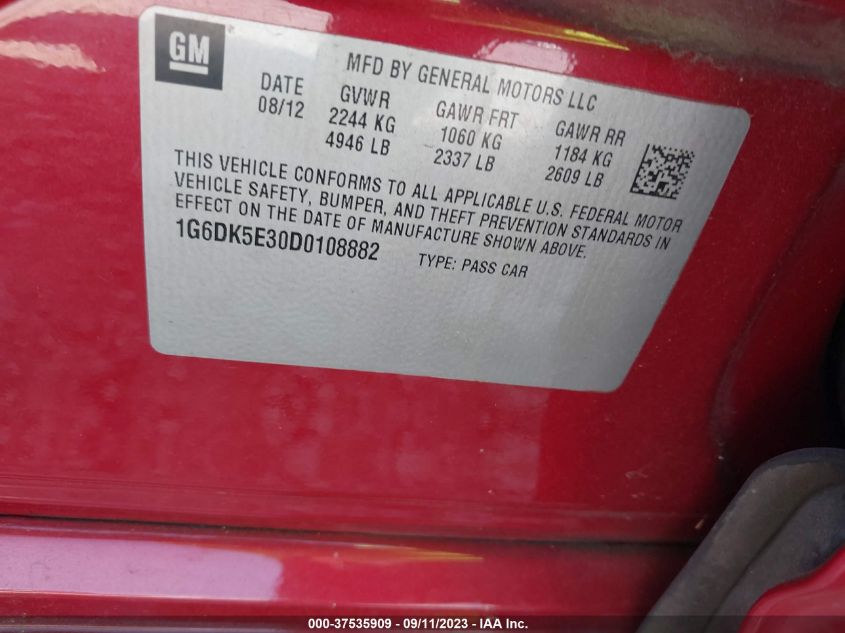 GM
MFD BY GENERAL MOTORS LLC
DATE GVWR GAWR FRT GAWR RR
08/12 2244 KG 1060 KG 1184 KG
4946 LB 2337 LB 2609 LB
THIS VEHICLE CONFORMS TO ALL APPLICABLE U.S. FEDERAL MOTOR
VEHICLE SAFETY, BUMPER, AND THEFT PREVENTION STANDARDS IN
EFFECT ON THE DATE OF MANUFACTURE SHOWN ABOVE.
1G6DK5E30D0108882 TYPE: PASS CAR
000-37535909 - 09/11/2023 - IAA Inc.